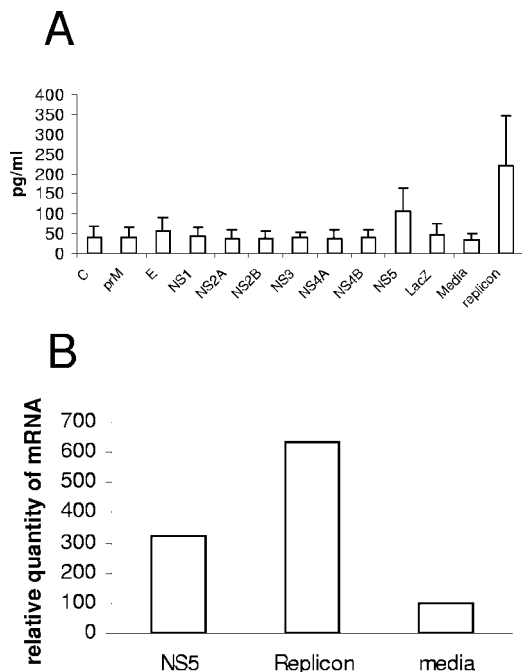 A
400
350
300
250
200
150
100
50
0
pg/ml
C
prM
E
NS1
NS2A
NS2B
NS3
NS4A
NS4B
NS5
LacZ
Media
replicon
B
700
600
500
400
300
200
100
0
relative quantity of mRNA
NS5
Replicon
media